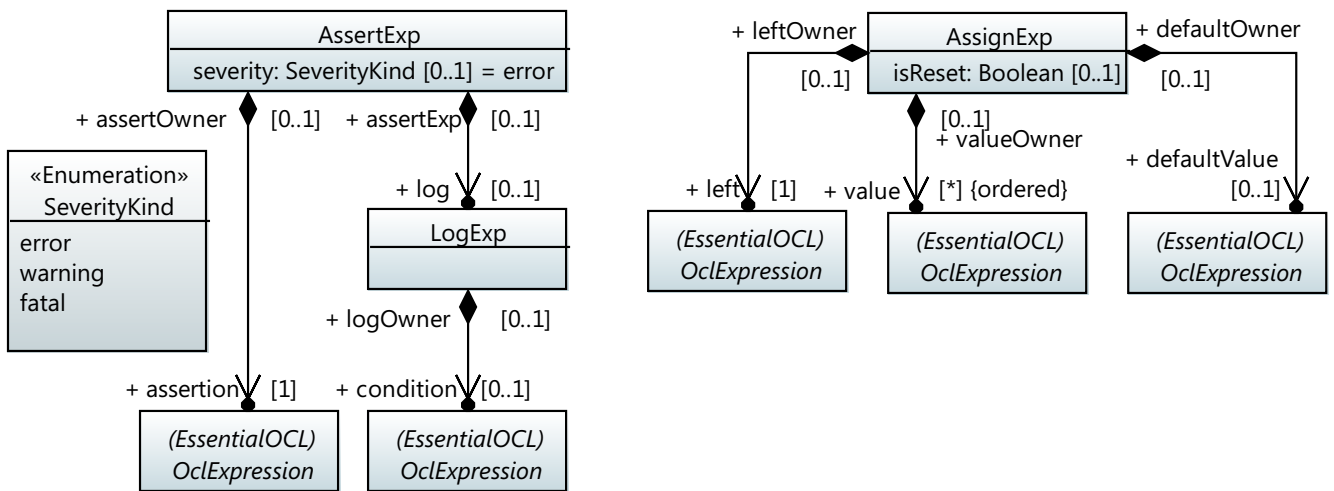 AssertExp
severity: SeverityKind [0..1] = error
+ assertOwner
[0..1]
+ assertExp
[0..1]
«Enumeration»
SeverityKind
error
warning
fatal
+ log
[0..1]
LogExp
+ logOwner
[0..1]
+ assertion
[1]
+ condition
[0..1]
(EssentialOCL)
OclExpression
(EssentialOCL)
OclExpression
+ leftOwner
[0..1]
AssignExp
isReset: Boolean [0..1]
+ defaultOwner
[0..1]
[0..1]
+ valueOwner
+ left
[1]
+ value
[*] {ordered}
+ defaultValue
[0..1]
(EssentialOCL)
OclExpression
(EssentialOCL)
OclExpression
(EssentialOCL)
OclExpression